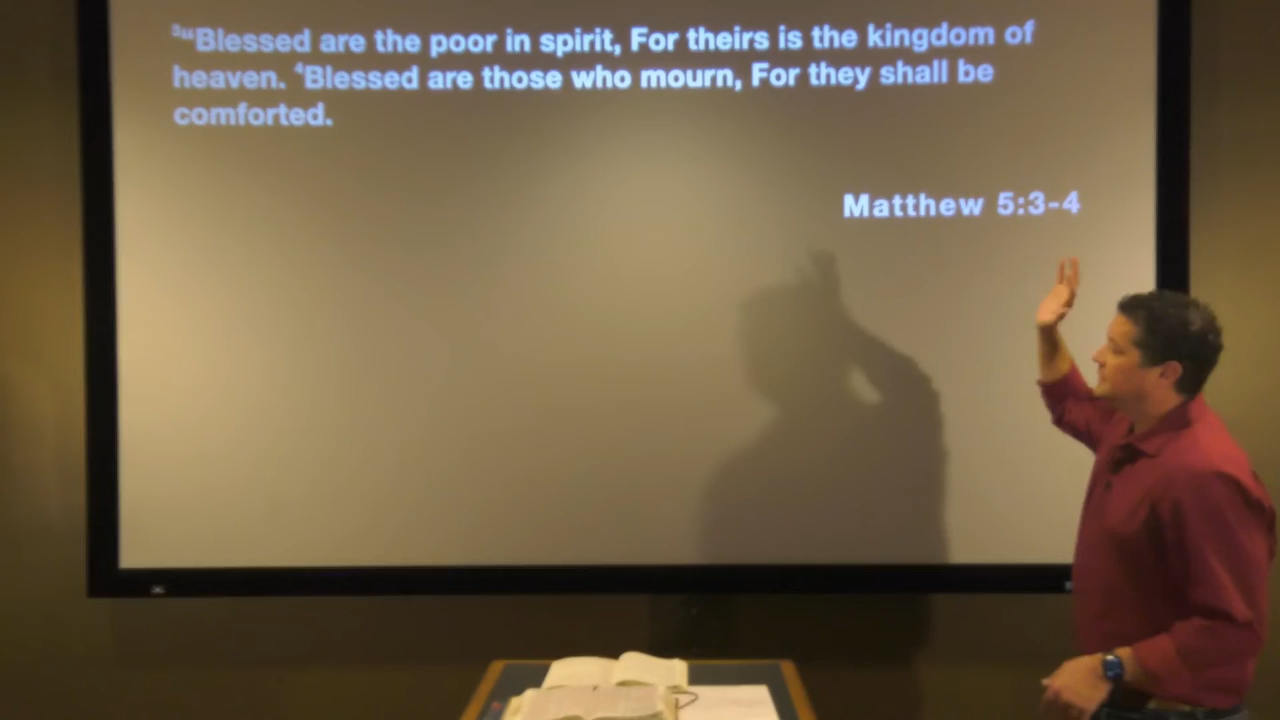 ³“Blessed are the poor in spirit, For theirs is the kingdom of
heaven. ⁴Blessed are those who mourn, For they shall be
comforted.
Matthew 5:3-4